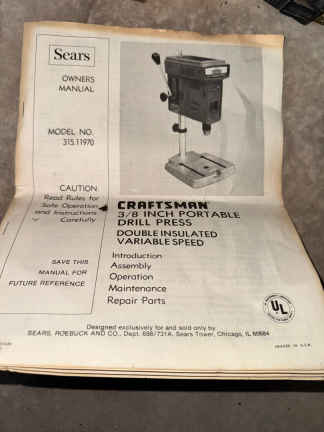 Sears
OWNERS
MANUAL
MODEL NO.
315.11970
CAUTION
Read Rules for
Safe Operation
and Instructions
Carefully
SAVE THIS
MANUAL FOR
FUTURE REFERENCE
CRAFTSMAN
3/8 INCH PORTABLE
DRILL PRESS
DOUBLE INSULATED
VARIABLE SPEED
Introduction
Assembly
Operation
Maintenance
Repair Parts
UL
Designed exclusively for and sold only by
SEARS, ROEBUCK AND CO., Dept. 698/731A, Sears Tower, Chicago, IL 60684
PRINTED IN U.S.A.